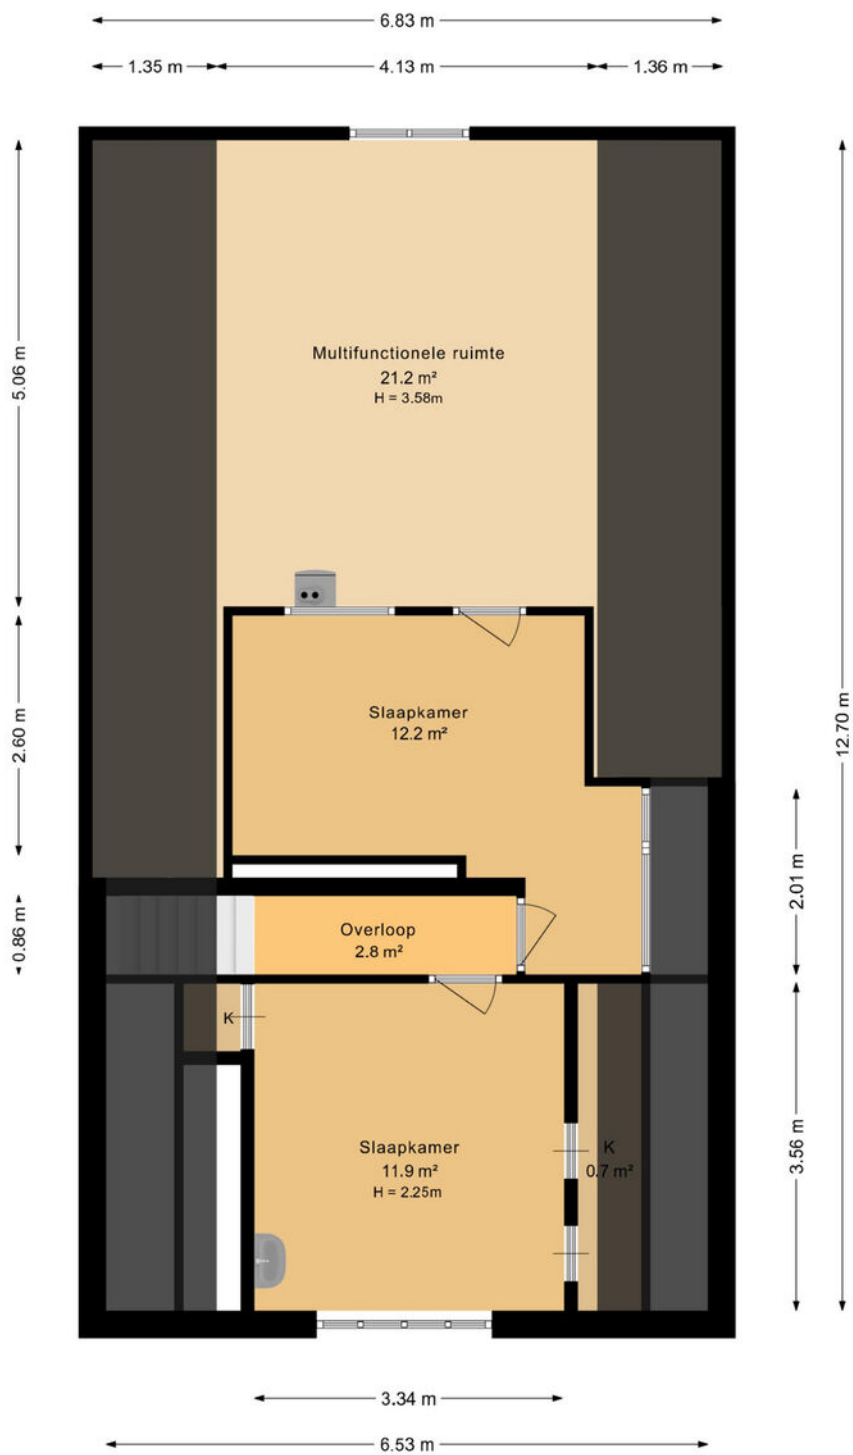 6.83 m
1.35 m
4.13 m
1.36 m
5.06 m
2.60 m
0.86 m
12.70 m
2.01 m
3.56 m
Multifunctionele ruimte
21.2 m²
H = 3.58m
Slaapkamer
12.2 m²
Overloop
2.8 m²
K
Slaapkamer
11.9 m²
H = 2.25m
K
0.7 m²
3.34 m
6.53 m